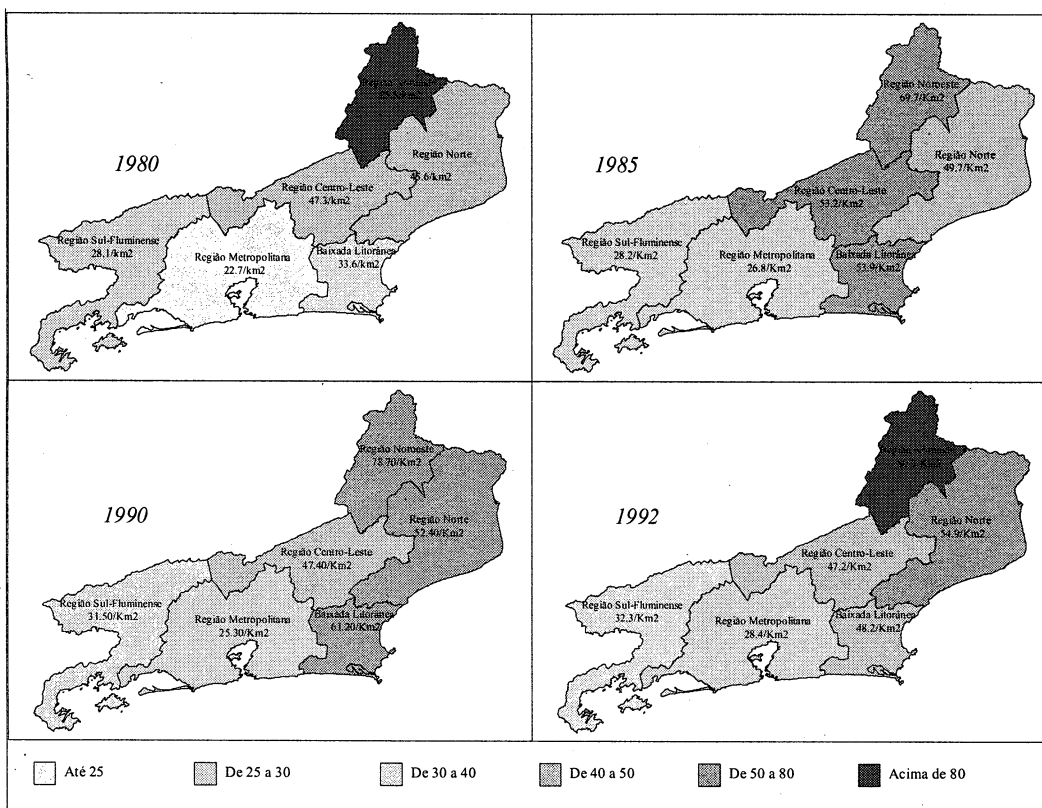 1980
Região
Região Norte
45.6/km2
Região Centro-Leste
47.3/km2
Região Sul-Fluminense
28,1/km2
Região Metropolitana
22.7/km2
Baixada Litorânea
33.6/km2
1985
Região Noroeste
69.7/Km2
Região Norte
49.7/Km2
Região Centro-Leste
53.2/Km2
Região Sul-Fluminense
28.2/Km2
Região Metropolitana
26.8/Km2
Baixada Litorânea
53.9/Km2
1990
Região Noroeste
78.70/Km2
Região Norte
52.40/Km2
Região Centro-Leste
47.40/Km2
Região Sul-Fluminense
31.50/Km2
Região Metropolitana
25.30/Km2
Baixada Litorânea
61.20/Km2
1992
Região Norte
54.9/Km2
Região Centro-Leste
47.2/Km2
Região Sul-Fluminense
32.3/Km2
Região Metropolitana
28.4/Km2
Baixada Litorânea
48.2/Km2
Até 25
De 25 a 30
De 30 a 40
De 40 a 50
De 50 a 80
Acima de 80